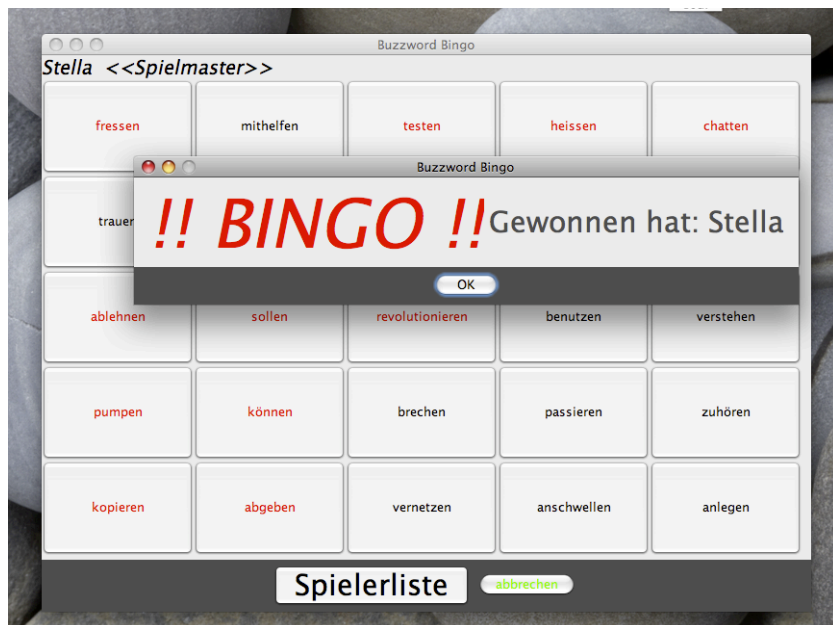 Buzzword Bingo
Stella <<Spielmaster>>
fressen mithelfen testen heissen chatten
Buzzword Bingo
!! BINGO !! Gewonnen hat: Stella
OK
ablehnen sollen revolutionieren benutzen verstehen
pumpen können brechen passieren zuhören
kopieren abgeben vernetzen anschwellen anlegen
Spielerliste abbrechen